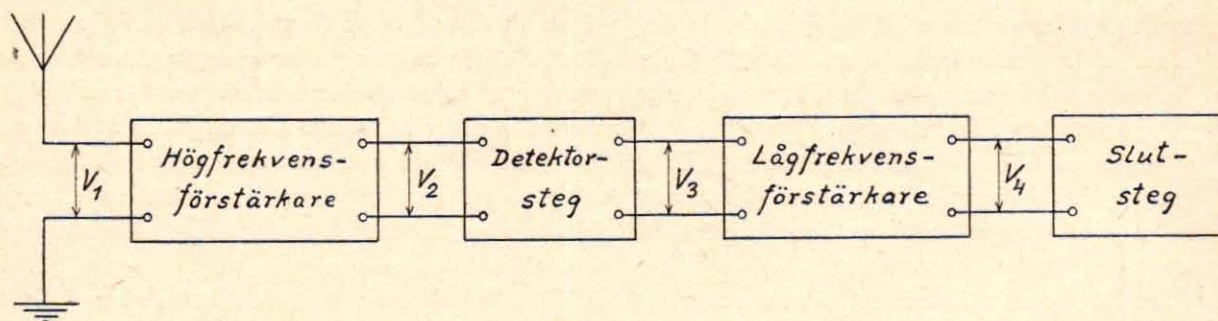 V1
Högfrekvens-
förstärkare
V2
Detektor-
steg
V3
Lågfrekvens-
förstärkare
V4
Slut-
steg